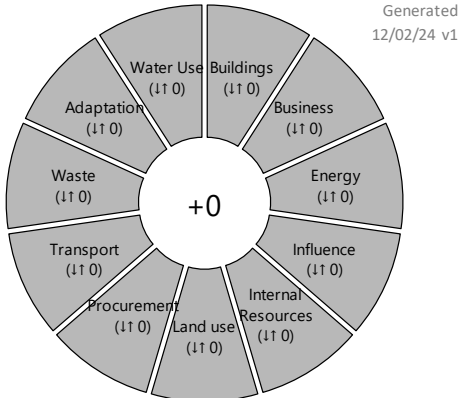 Generated
12/02/24 v1
Buildings
(↓↑ 0)
Business
(↓↑ 0)
Energy
(↓↑ 0)
Influence
(↓↑ 0)
Internal
Resources
(↓↑ 0)
Land use
(↓↑ 0)
Procurement
(↓↑ 0)
Transport
(↓↑ 0)
Waste
(↓↑ 0)
Adaptation
(↓↑ 0)
Water Use
(↓↑ 0)
+0